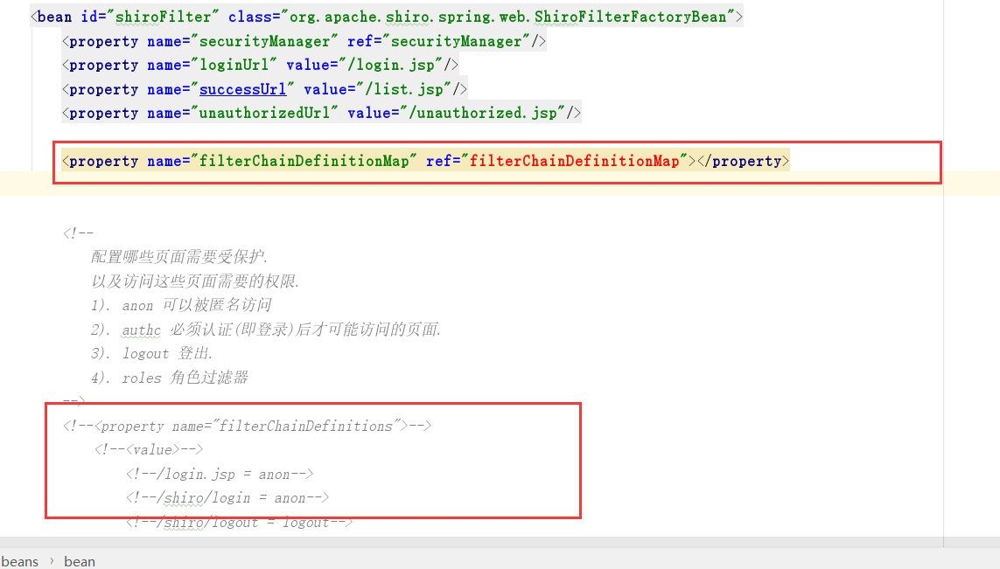 <bean id="shiroFilter" class="org.apache.shiro.spring.web.ShiroFilterFactoryBean">
<property name="securityManager" ref="securityManager"/>
<property name="loginUrl" value="/login.jsp"/>
<property name="successUrl" value="/list.jsp"/>
<property name="unauthorizedUrl" value="/unauthorized.jsp"/>
<property name="filterChainDefinitionMap" ref="filterChainDefinitionMap"></property>
<!--
配置哪些页面需要受保护.
以及访问这些页面需要的权限.
1). anon 可以被匿名访问
2). authc 必须认证(即登录)后才可能访问的页面.
3). logout 登出.
4). roles 角色过滤器
-->
<!--<property name="filterChainDefinitions">-->
<!--<value>-->
<!--/login.jsp = anon-->
<!--/shiro/login = anon-->
<!--/shiro/logout = logout-->
beans › bean